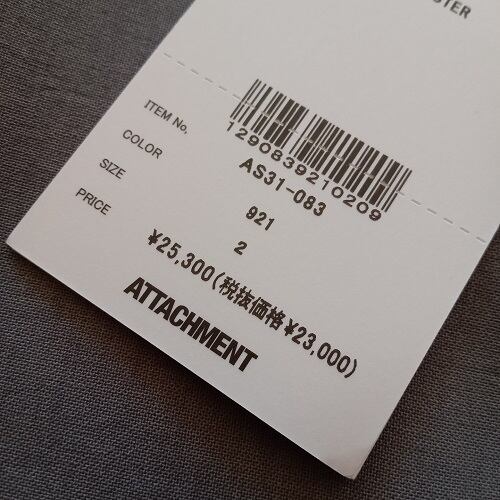 1290839210209
ITEM No. AS31-083
COLOR 921
SIZE 2
PRICE ¥25,300(税抜価格¥23,000)
ATTACHMENT